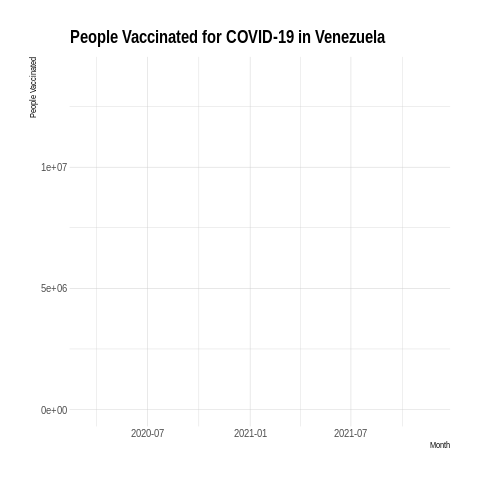 People Vaccinated for COVID-19 in Venezuela
People Vaccinated
1e+07
5e+06
0e+00
2020-07 2021-01 2021-07
Month